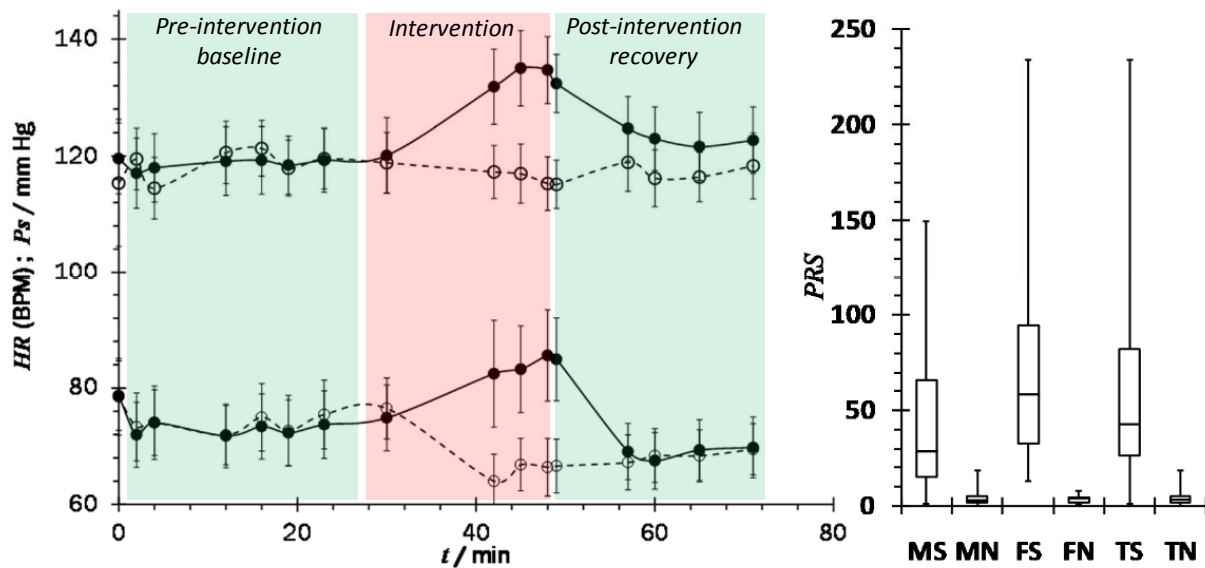 Pre-intervention
baseline
Intervention
Post-intervention
recovery
HR (BPM); Ps / mm Hg
140
120
100
80
60
0
20
40
60
80
t / min
PRS
250
200
150
100
50
0
MS MN FS FN TS TN